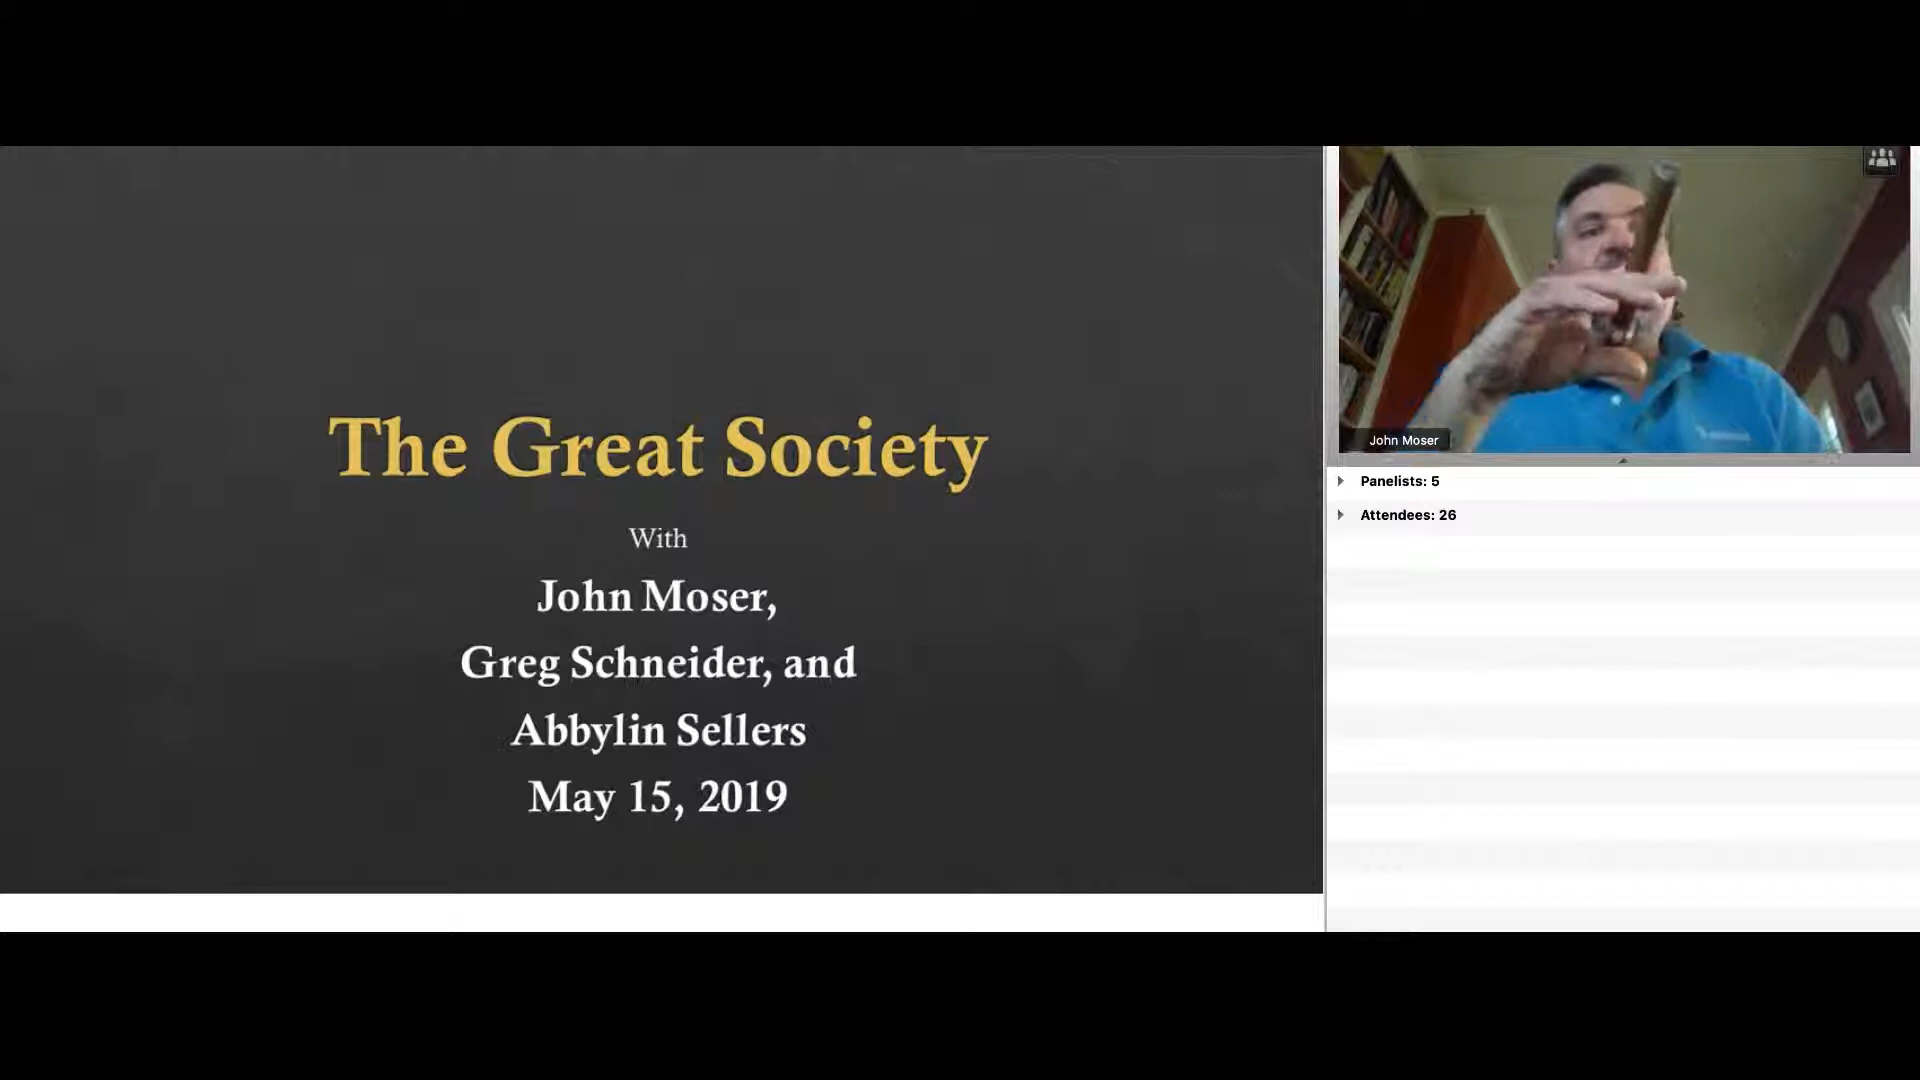 The Great Society
With
John Moser,
Greg Schneider, and
Abbylin Sellers
May 15, 2019
John Moser
Panelists: 5
Attendees: 26